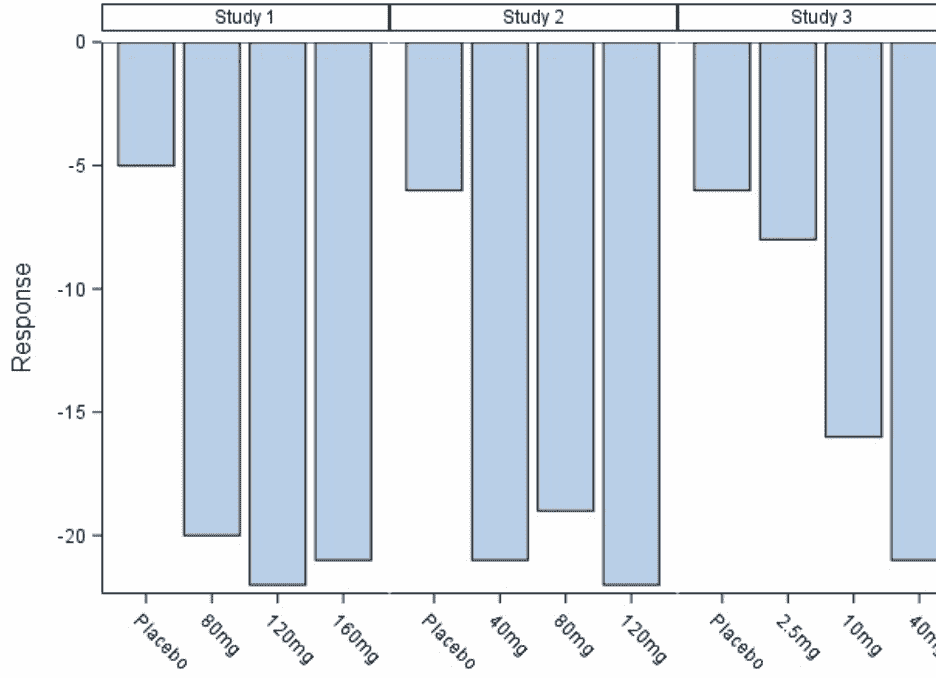 Study 1
Study 2
Study 3
0
-5
-10
-15
-20
Response
Placebo
80mg
120mg
160mg
Placebo
40mg
80mg
120mg
Placebo
2.5mg
10mg
40mg